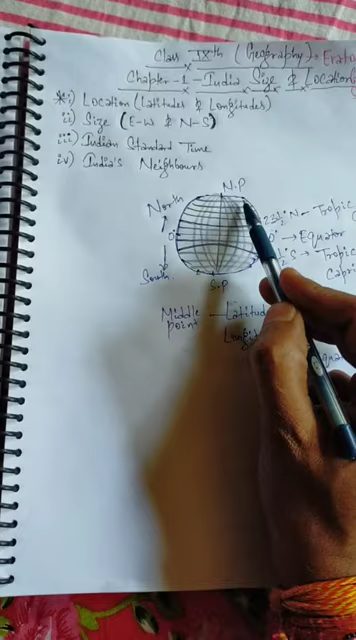 Class IXth (Geography)
Chapter-1 - India Size & Location
*i) Location (Latitudes & Longitudes)
ii) Size (E-W & N-S)
iii) Indian Standard Time
iv) India's Neighbours
N.P
North
23½°N - Tropic
0°
0° → Equator
South
S.P
Middle point